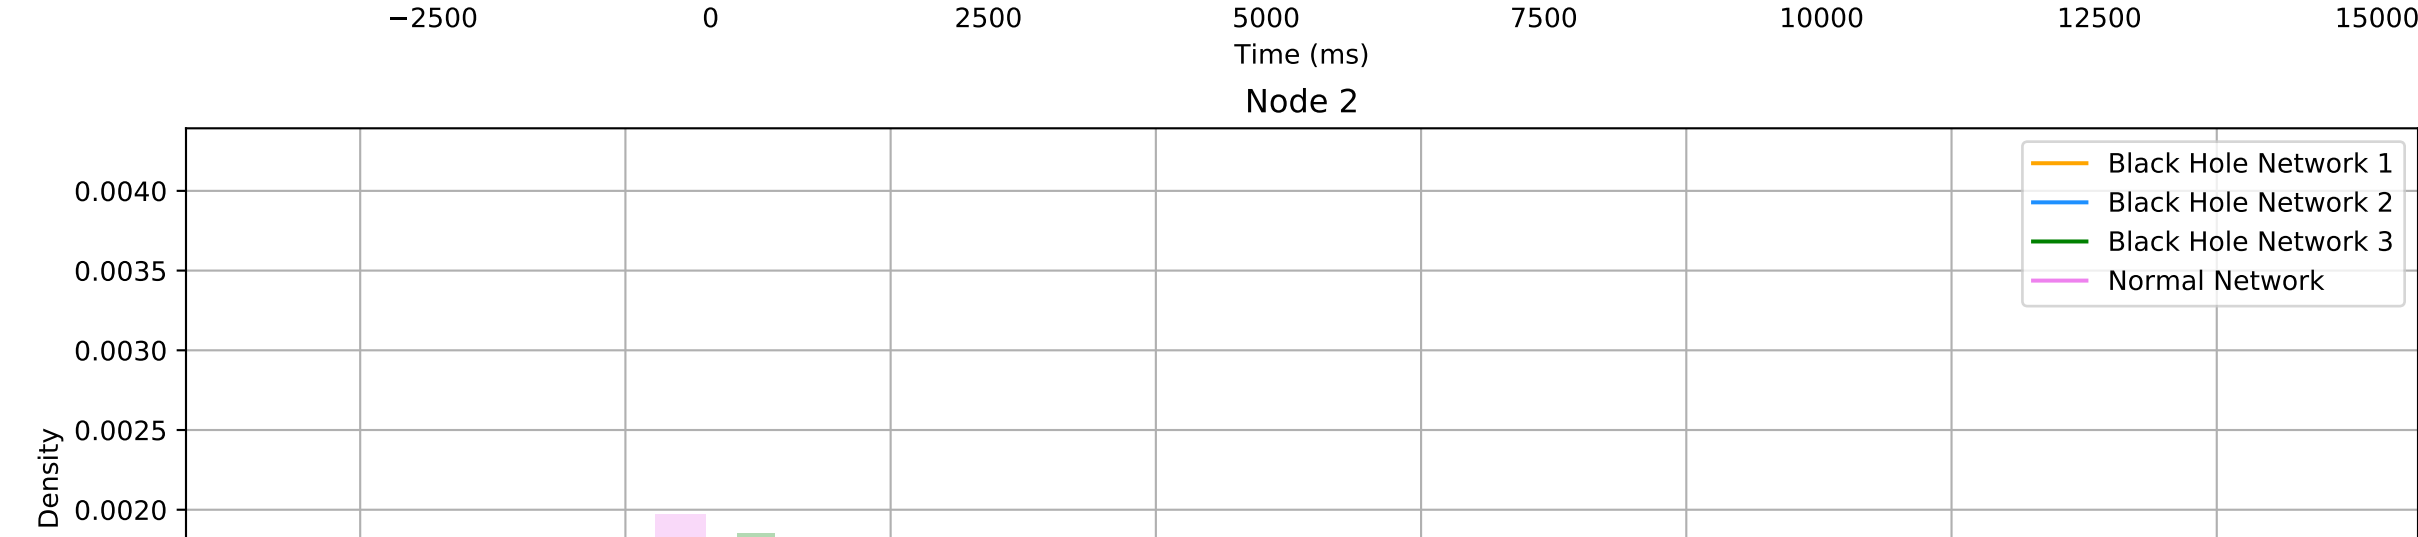 −2500 0 2500 5000 7500 10000 12500 15000
Time (ms)
Node 2
Black Hole Network 1
Black Hole Network 2
Black Hole Network 3
Normal Network
0.0040
0.0035
0.0030
0.0025
0.0020
Density